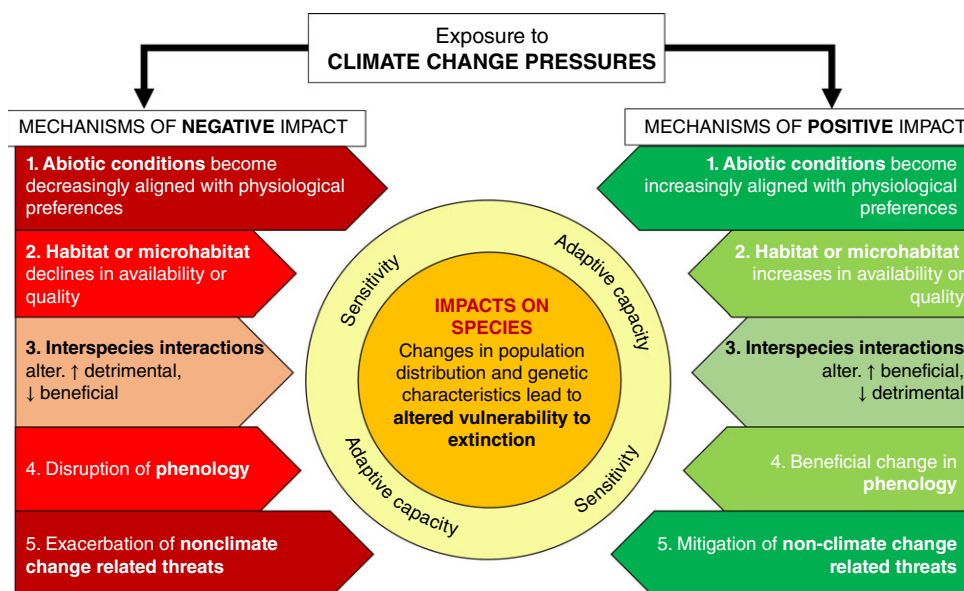 Exposure to
CLIMATE CHANGE PRESSURES
MECHANISMS OF NEGATIVE IMPACT
1. Abiotic conditions become
decreasingly aligned with physiological
preferences
2. Habitat or microhabitat
declines in availability or
quality
3. Interspecies interactions
alter. ↑ detrimental,
↓ beneficial
4. Disruption of phenology
5. Exacerbation of nonclimate
change related threats
Sensitivity
Adaptive capacity
IMPACTS ON
SPECIES
Changes in population
distribution and genetic
characteristics lead to
altered vulnerability to
extinction
Adaptive capacity
Sensitivity
MECHANISMS OF POSITIVE IMPACT
1. Abiotic conditions become
increasingly aligned with physiological
preferences
2. Habitat or microhabitat
increases in availability or
quality
3. Interspecies interactions
alter. ↑ beneficial,
↓ detrimental
4. Beneficial change in
phenology
5. Mitigation of non-climate change
related threats